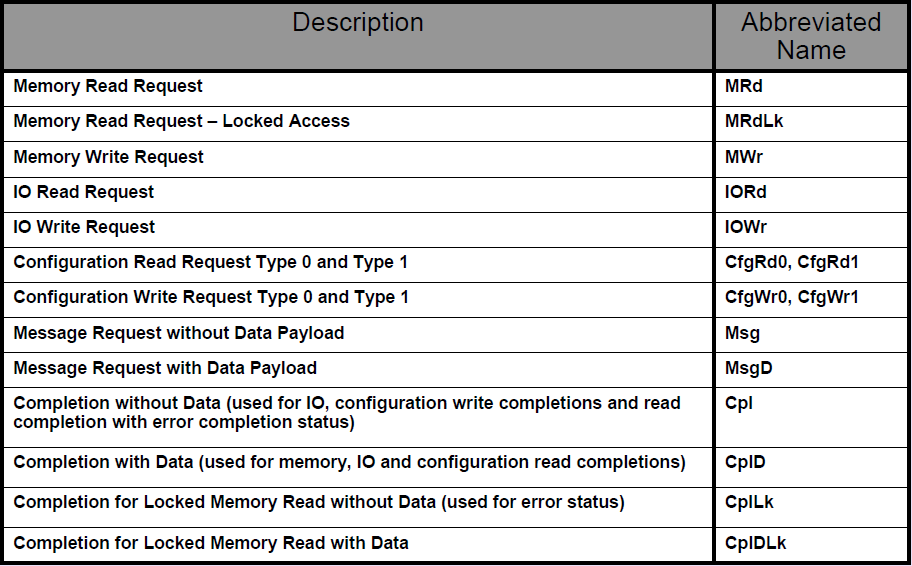 Description Abbreviated
Name
Memory Read Request MRd
Memory Read Request – Locked Access MRdLk
Memory Write Request MWr
IO Read Request IORd
IO Write Request IOWr
Configuration Read Request Type 0 and Type 1 CfgRd0, CfgRd1
Configuration Write Request Type 0 and Type 1 CfgWr0, CfgWr1
Message Request without Data Payload Msg
Message Request with Data Payload MsgD
Completion without Data (used for IO, configuration write completions and read Cpl
completion with error completion status)
Completion with Data (used for memory, IO and configuration read completions) CplD
Completion for Locked Memory Read without Data (used for error status) CplLk
Completion for Locked Memory Read with Data CplDLk